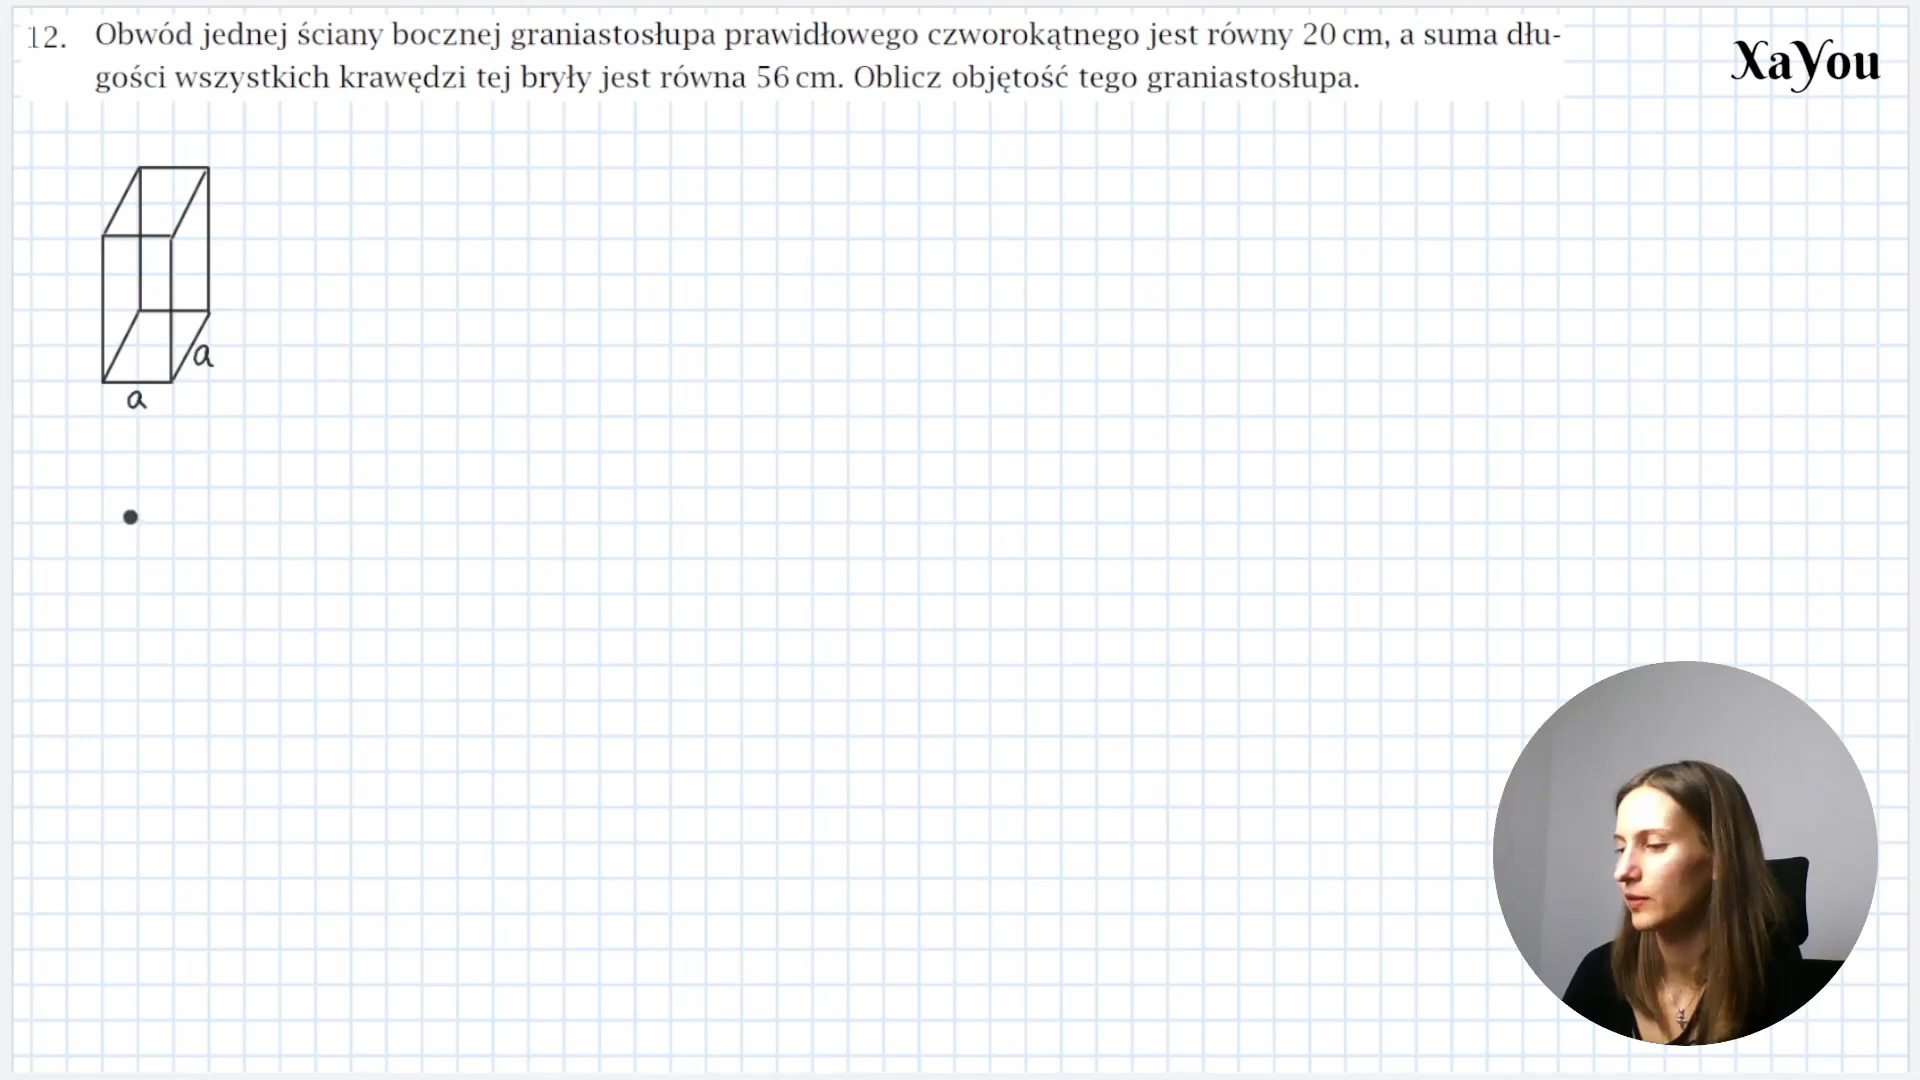 12. Obwód jednej ściany bocznej graniastosłupa prawidłowego czworokątnego jest równy 20 cm, a suma dłu-
gości wszystkich krawędzi tej bryły jest równa 56 cm. Oblicz objętość tego graniastosłupa.
XaYou
a
a